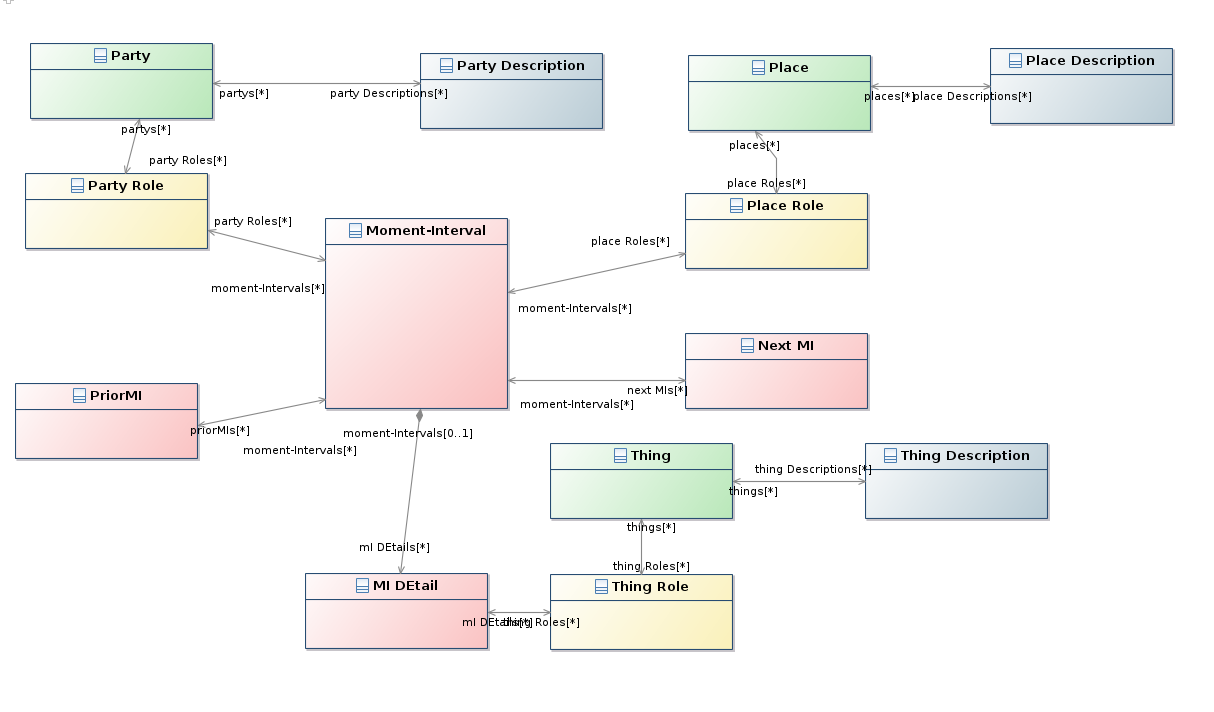 Party
Party Description
Place
Place Description
partys[*]
party Descriptions[*]
places[*]
place Descriptions[*]
partys[*]
places[*]
party Roles[*]
place Roles[*]
Party Role
Place Role
party Roles[*]
Moment-Interval
place Roles[*]
moment-Intervals[*]
moment-Intervals[*]
Next MI
next MIs[*]
PriorMI
moment-Intervals[*]
priorMIs[*]
moment-Intervals[0..1]
moment-Intervals[*]
Thing
Thing Description
thing Descriptions[*]
things[*]
things[*]
mI DEtails[*]
thing Roles[*]
MI DEtail
Thing Role
mI DEtails[*]
thing Roles[*]